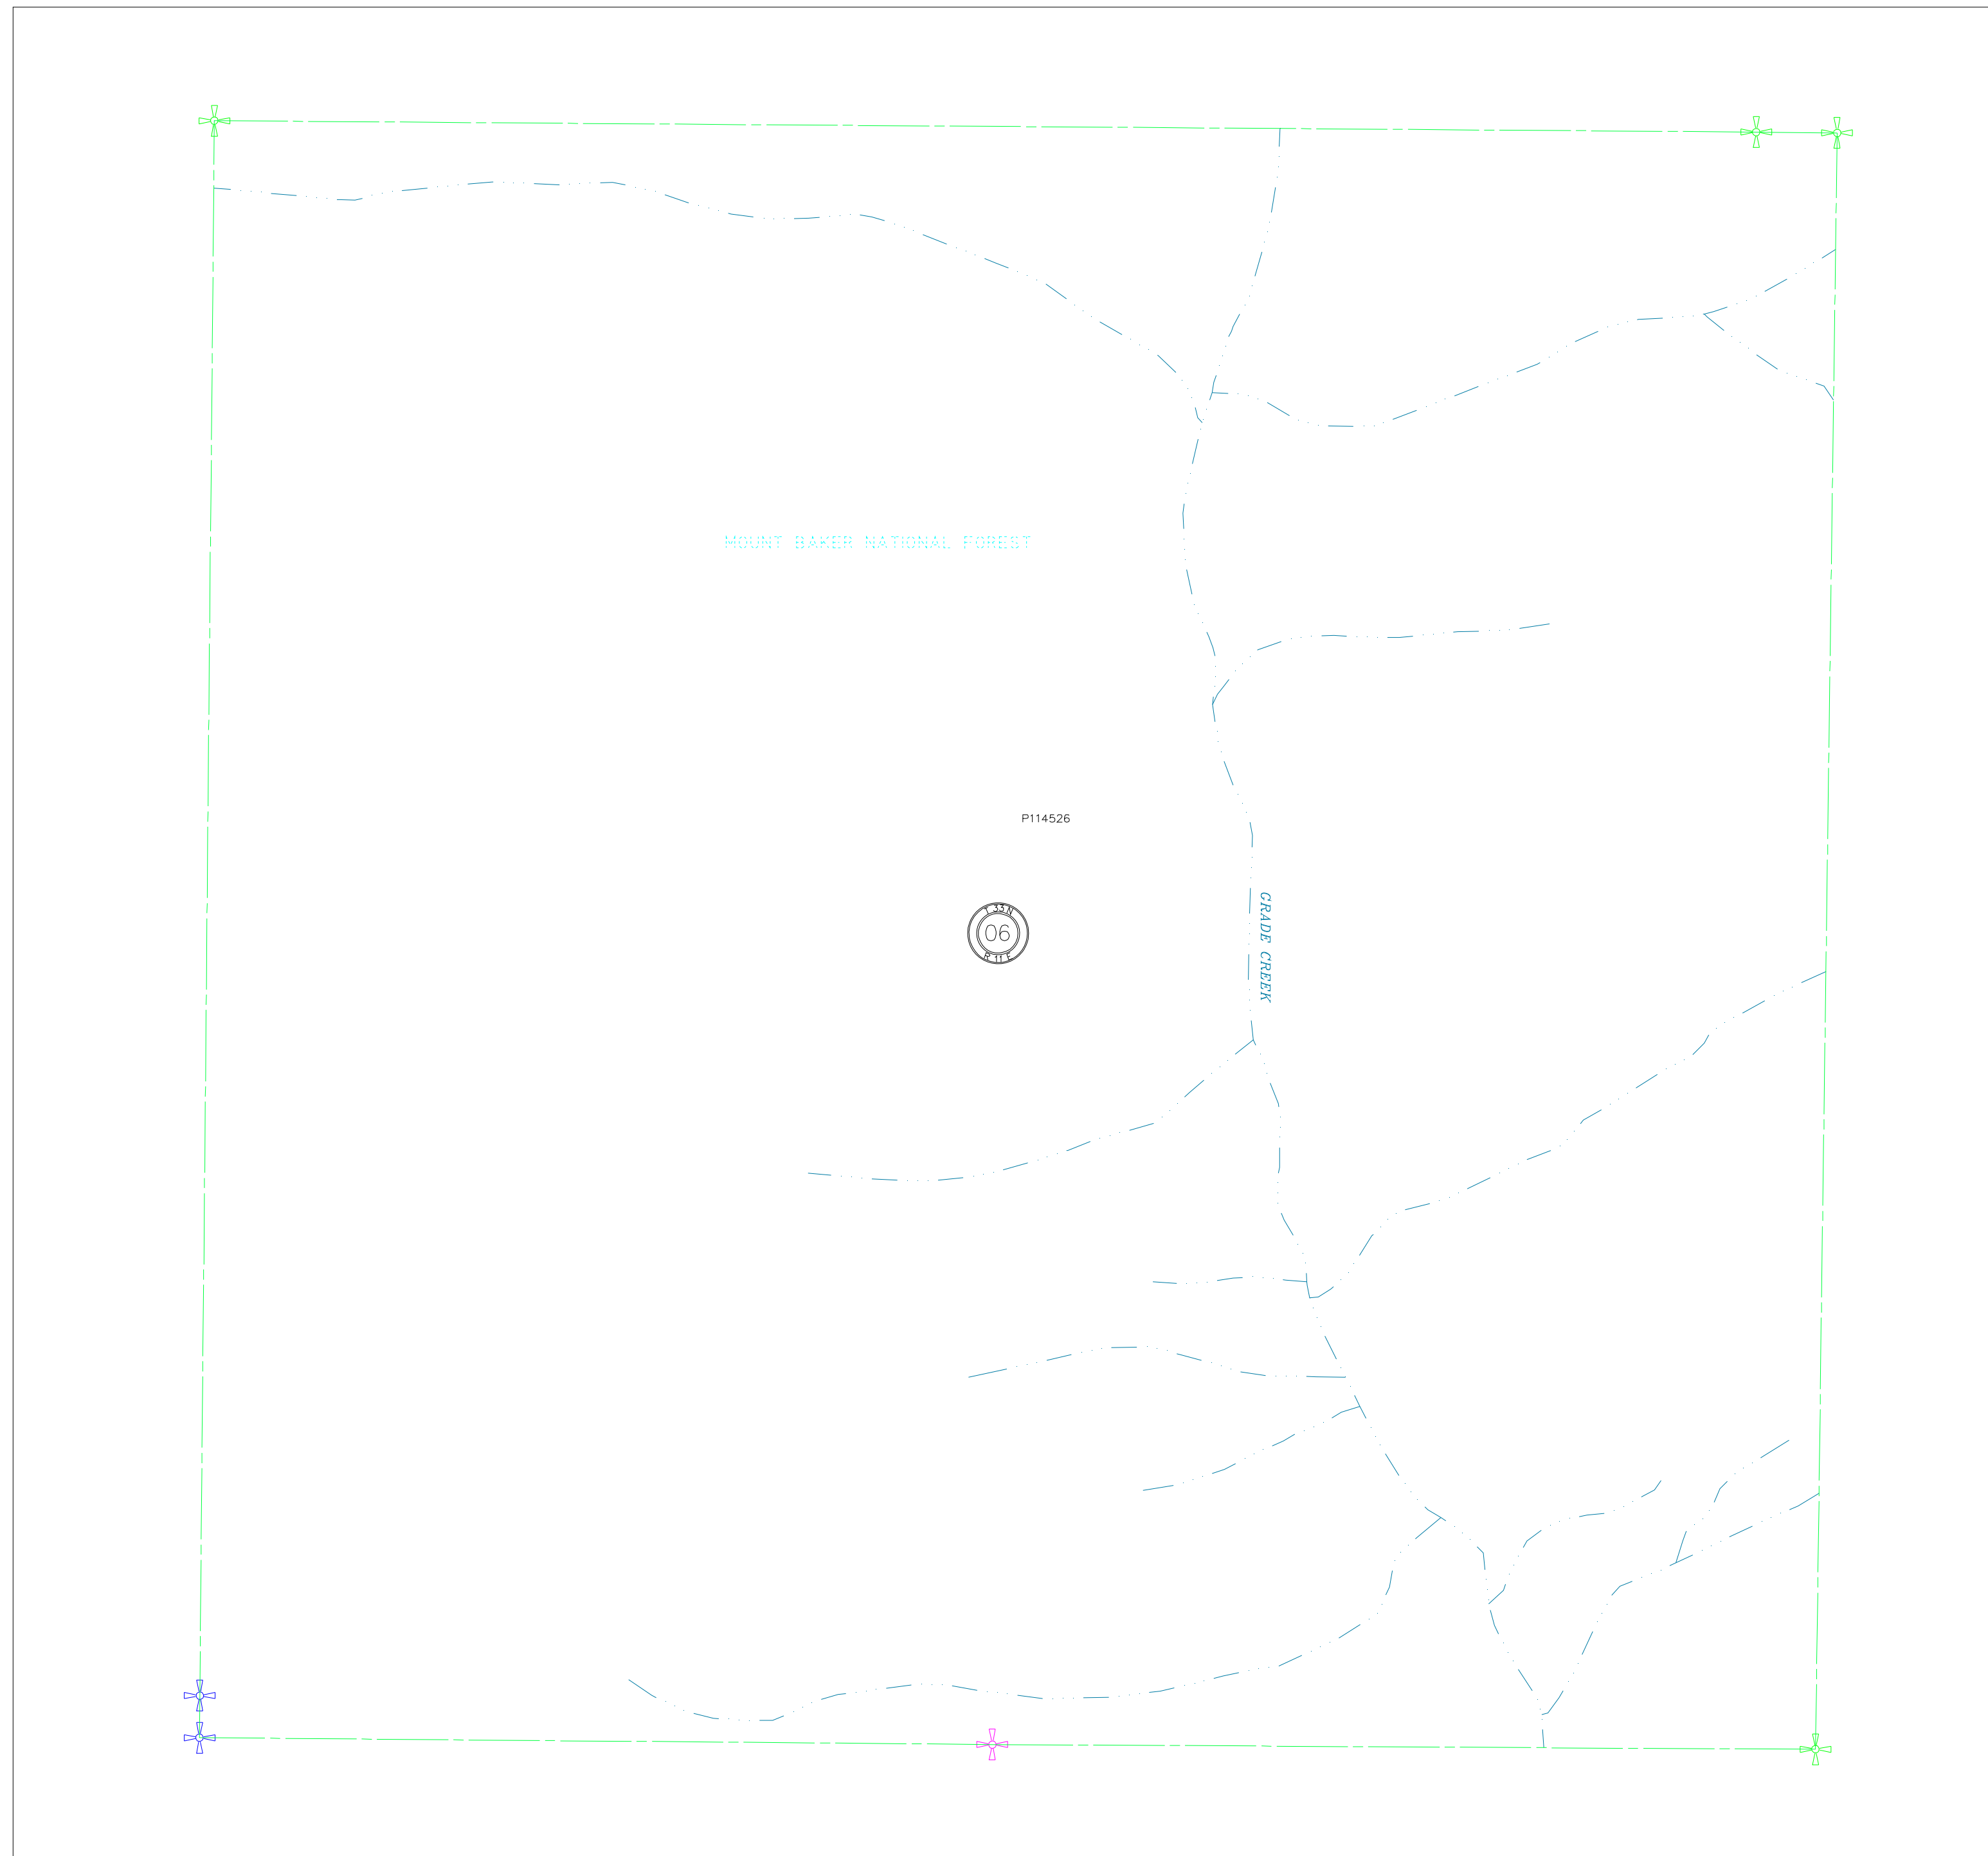 MOUNT BAKER NATIONAL FOREST
P114526
GRADE CREEK
T 33 N
06
R 11 E